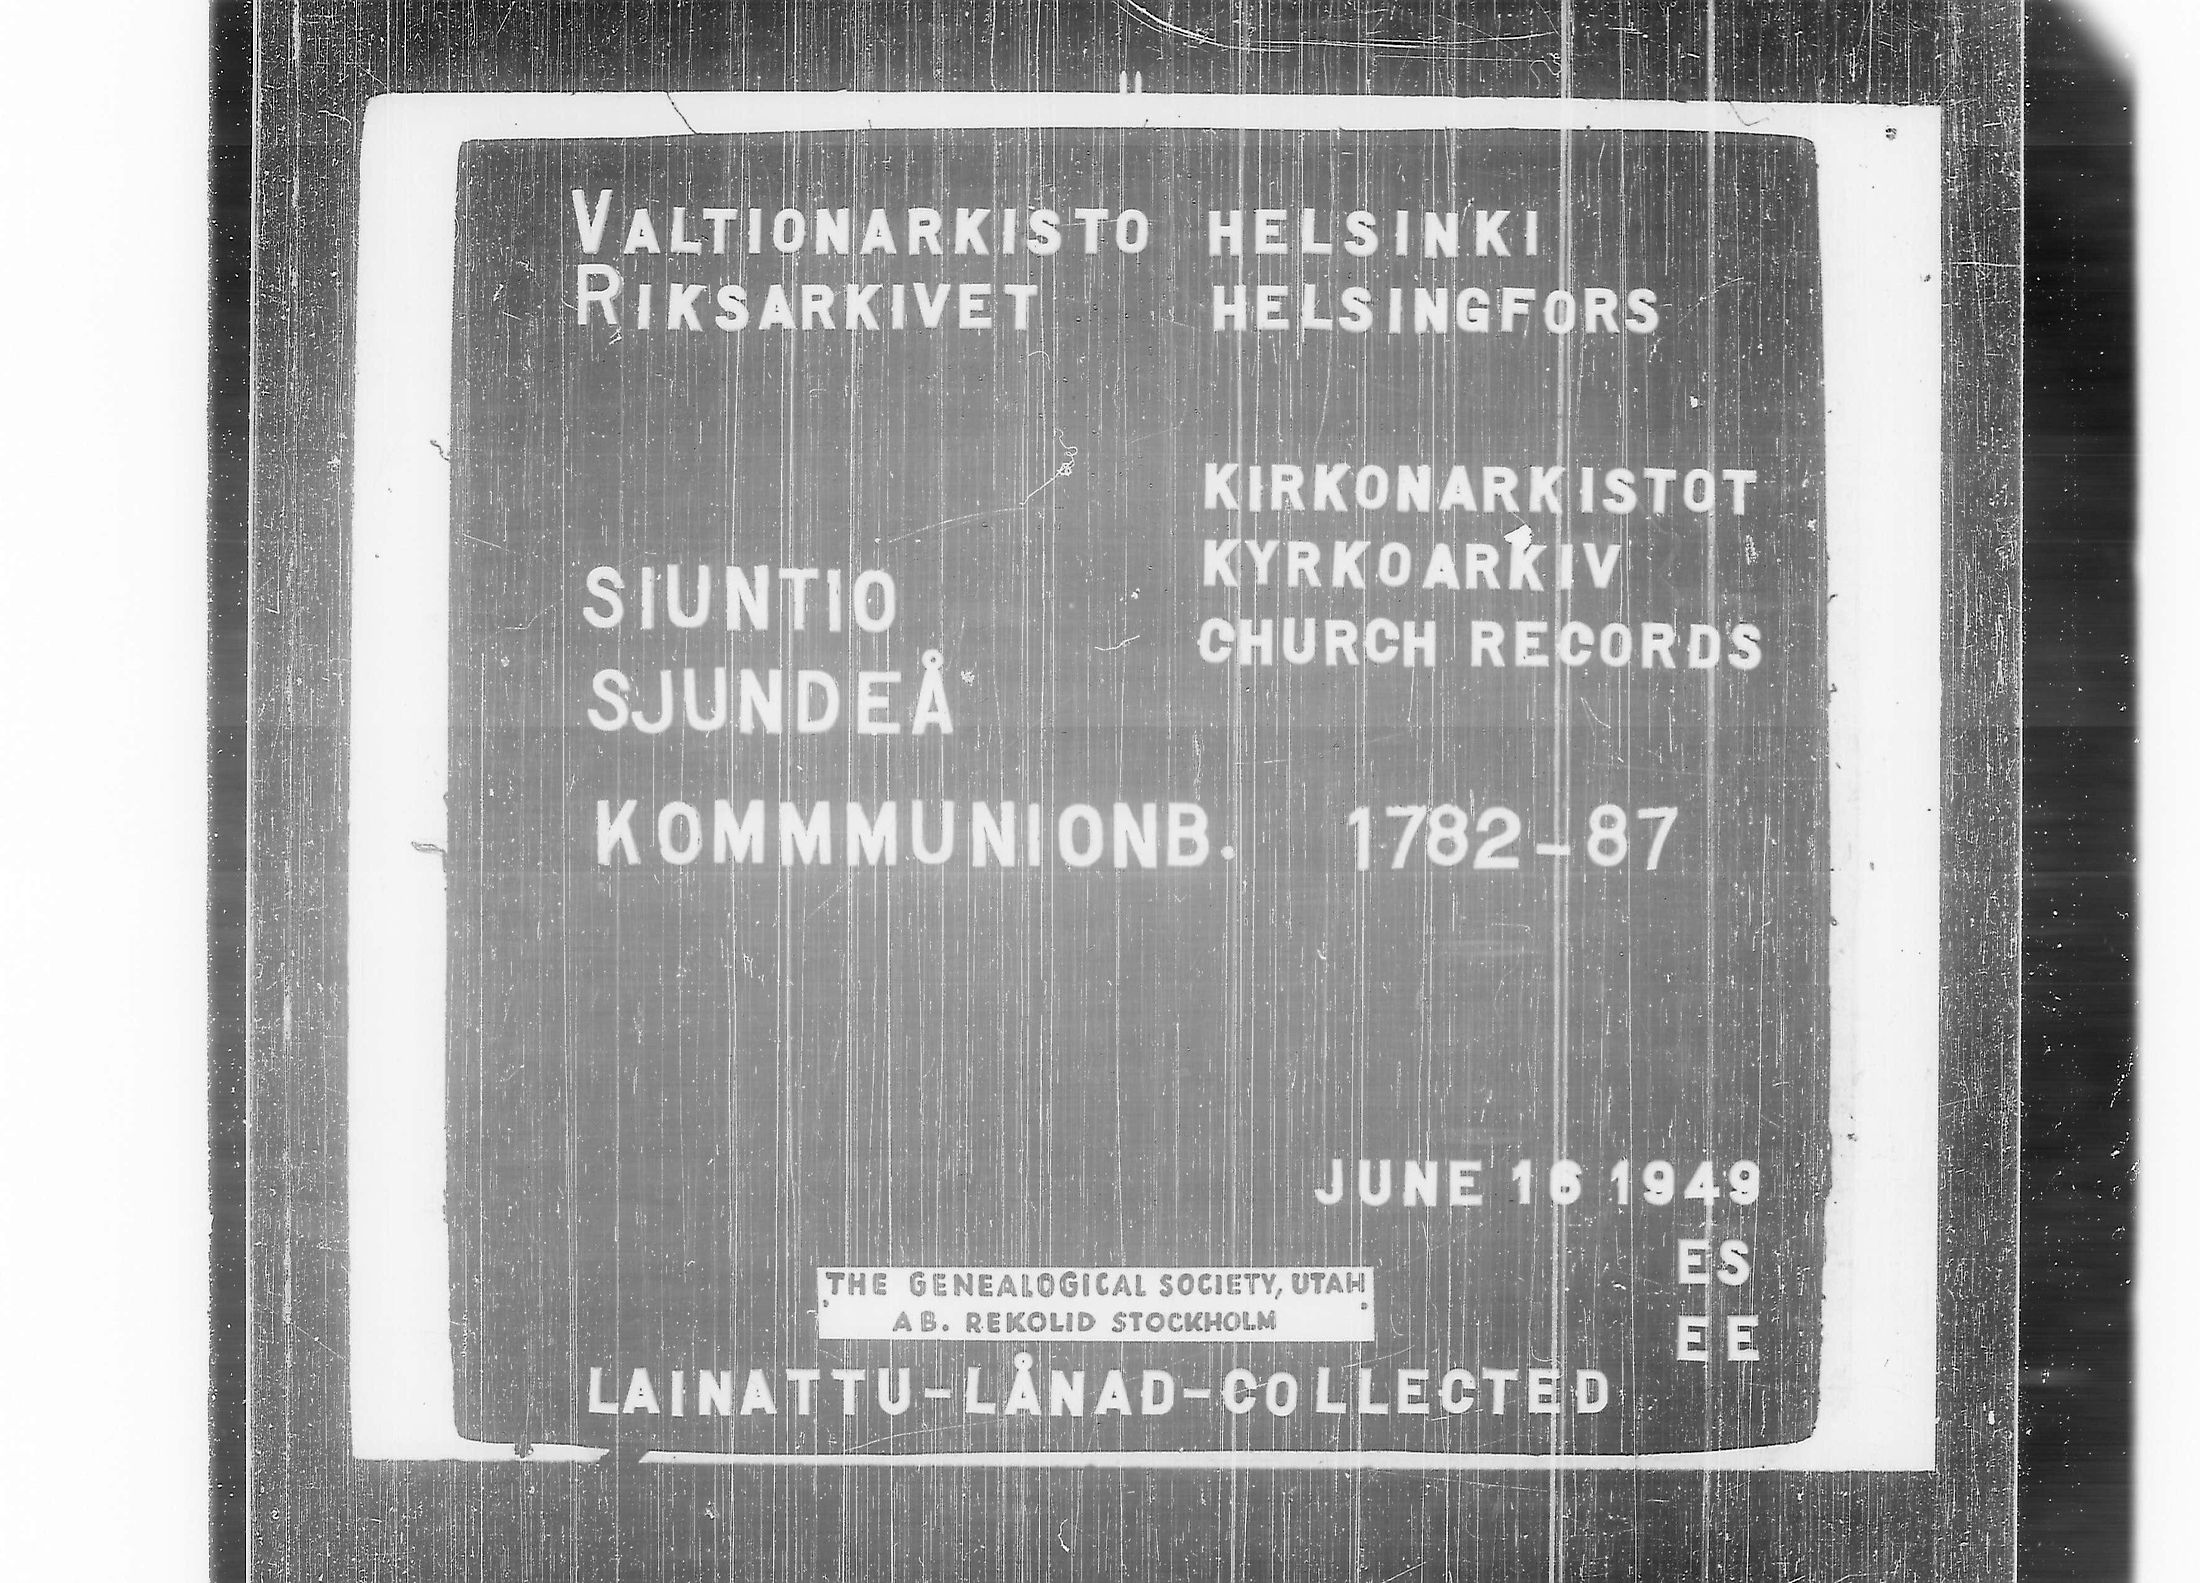 VALTIONARKISTO HELSINKI
RIKSARKIVET HELSINGFORS
KIRKONARKISTOT
KYRKOARKIV
CHURCH RECORDS
SIUNTIO
SJUNDEÅ
KOMMMUNIONB. 1782-87
JUNE 16 1949
ES
EE
THE GENEALOGICAL SOCIETY, UTAH
AB. REKOLID STOCKHOLM
LAINATTU-LÅNAD-COLLECTED